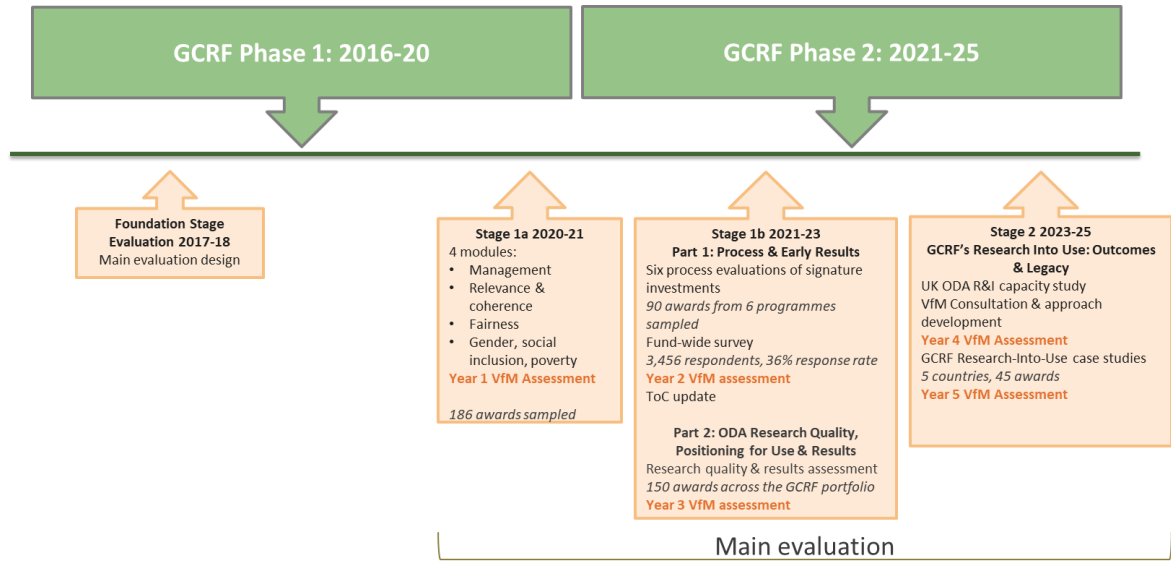 GCRF Phase 1: 2016-20
GCRF Phase 2: 2021-25
Foundation Stage
Evaluation 2017-18
Main evaluation design
Stage 1a 2020-21
4 modules:
• Management
• Relevance &
coherence
• Fairness
• Gender, social
inclusion, poverty
Year 1 VfM Assessment
186 awards sampled
Stage 1b 2021-23
Part 1: Process & Early Results
Six process evaluations of signature
investments
90 awards from 6 programmes
sampled
Fund-wide survey
3,456 respondents, 36% response rate
Year 2 VfM assessment
ToC update
Part 2: ODA Research Quality,
Positioning for Use & Results
Research quality & results assessment
150 awards across the GCRF portfolio
Year 3 VfM assessment
Stage 2 2023-25
GCRF's Research Into Use: Outcomes
& Legacy
UK ODA R&I capacity study
VfM Consultation & approach
development
Year 4 VfM Assessment
GCRF Research-Into-Use case studies
5 countries, 45 awards
Year 5 VfM Assessment
Main evaluation